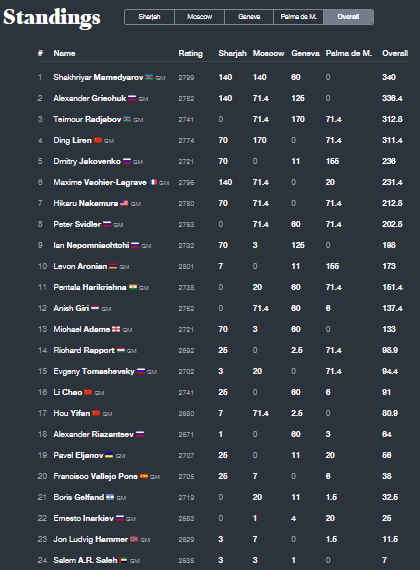 Standings
Sharjah Moscow Geneva Palma de M. Overall
# Name Rating Sharjah Moscow Geneva Palma de M. Overall
1 Shakhriyar Mamedyarov GM 2799 140 140 60 0 340
2 Alexander Grischuk GM 2782 140 71.4 125 0 336.4
3 Teimour Radjabov GM 2741 0 71.4 170 71.4 312.8
4 Ding Liren GM 2774 70 170 0 71.4 311.4
5 Dmitry Jakovenko GM 2721 70 0 11 155 236
6 Maxime Vachier-Lagrave GM 2796 140 71.4 0 20 231.4
7 Hikaru Nakamura GM 2780 70 71.4 0 71.4 212.8
8 Peter Svidler GM 2763 0 71.4 60 71.4 202.8
9 Ian Nepomniachtchi GM 2732 70 3 125 0 198
10 Levon Aronian GM 2801 7 0 11 155 173
11 Pentala Harikrishna GM 2738 0 20 60 71.4 151.4
12 Anish Giri GM 2762 0 71.4 60 6 137.4
13 Michael Adams GM 2721 70 3 60 0 133
14 Richard Rapport GM 2692 25 0 2.5 71.4 98.9
15 Evgeny Tomashevsky GM 2702 3 20 0 71.4 94.4
16 Li Chao GM 2741 25 0 60 6 91
17 Hou Yifan GM 2680 7 71.4 2.5 0 80.9
18 Alexander Riazantsev 2671 1 0 60 3 64
19 Pavel Eljanov GM 2707 25 0 11 20 56
20 Francisco Vallejo Pons GM 2705 25 7 0 6 38
21 Boris Gelfand GM 2719 0 20 11 1.5 32.5
22 Ernesto Inarkiev GM 2683 0 1 4 20 25
23 Jon Ludvig Hammer GM 2629 3 7 0 1.5 11.5
24 Salem A.R. Saleh GM 2638 3 3 1 0 7